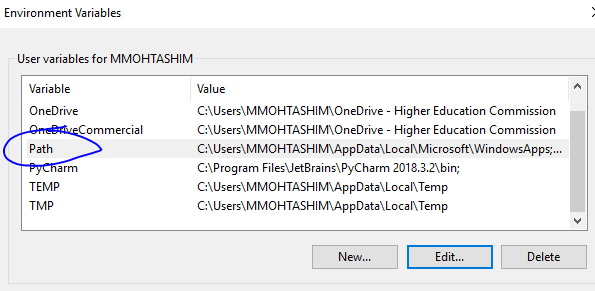 Environment Variables
User variables for MMOHTASHIM
Variable Value
OneDrive C:\Users\MMOHTASHIM\OneDrive - Higher Education Commission
OneDriveCommercial C:\Users\MMOHTASHIM\OneDrive - Higher Education Commission
Path C:\Users\MMOHTASHIM\AppData\Local\Microsoft\WindowsApps;...
PyCharm C:\Program Files\JetBrains\PyCharm 2018.3.2\bin;
TEMP C:\Users\MMOHTASHIM\AppData\Local\Temp
TMP C:\Users\MMOHTASHIM\AppData\Local\Temp
New... Edit... Delete